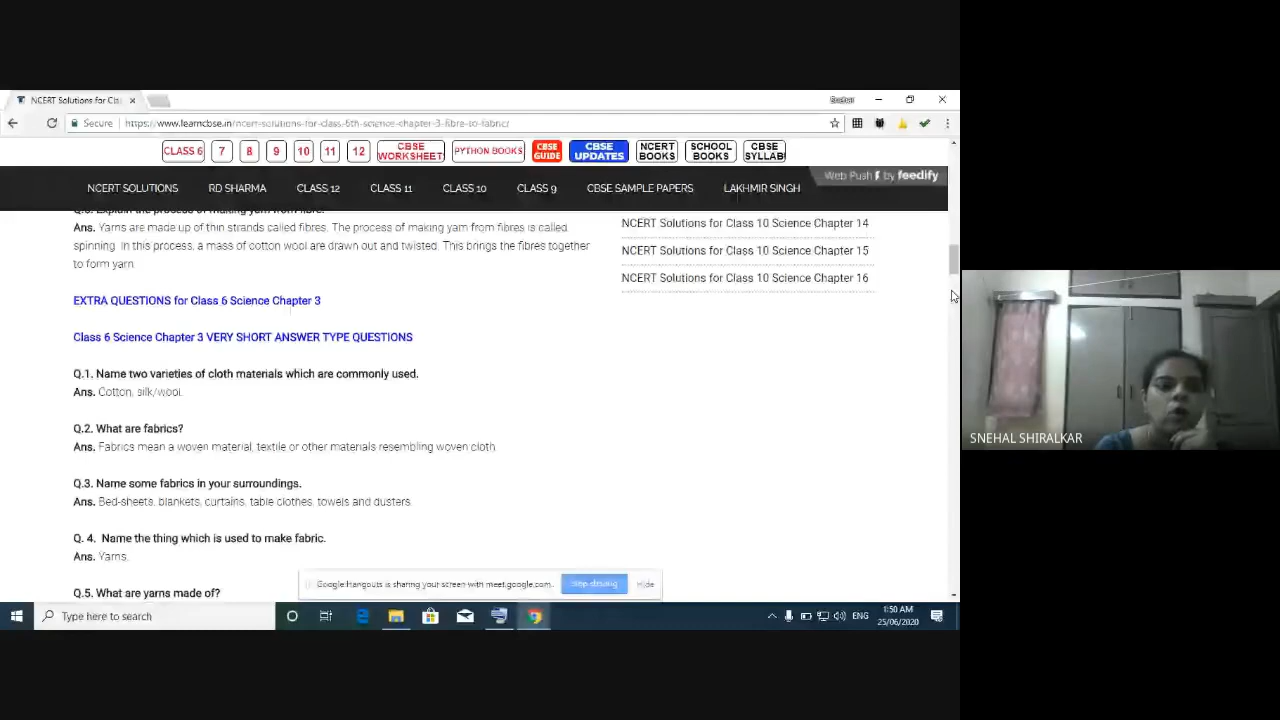 NCERT Solutions for Cla
Secure https://www.learncbse.in/ncert-solutions-for-class-6th-science-chapter-3-fibre-to-fabric/
CLASS 6 7 8 9 10 11 12 CBSE WORKSHEET PYTHON BOOKS CBSE GUIDE CBSE UPDATES NCERT BOOKS SCHOOL BOOKS CBSE SYLLAB
Web Push by feedify
NCERT SOLUTIONS RD SHARMA CLASS 12 CLASS 11 CLASS 10 CLASS 9 CBSE SAMPLE PAPERS LAKHMIR SINGH
Explain the process of making yarn from fibre.
Ans. Yarns are made up of thin strands called fibres. The process of making yarn from fibres is called
spinning. In this process, a mass of cotton wool are drawn out and twisted. This brings the fibres together
to form yarn.
NCERT Solutions for Class 10 Science Chapter 14
NCERT Solutions for Class 10 Science Chapter 15
NCERT Solutions for Class 10 Science Chapter 16
EXTRA QUESTIONS for Class 6 Science Chapter 3
Class 6 Science Chapter 3 VERY SHORT ANSWER TYPE QUESTIONS
Q.1. Name two varieties of cloth materials which are commonly used.
Ans. Cotton, silk/wool.
Q.2. What are fabrics?
Ans. Fabrics mean a woven material, textile or other materials resembling woven cloth.
Q.3. Name some fabrics in your surroundings.
Ans. Bed-sheets, blankets, curtains, table clothes, towels and dusters.
Q. 4. Name the thing which is used to make fabric.
Ans. Yarns.
Q.5. What are yarns made of?
Google Hangouts is sharing your screen with meet.google.com. Stop sharing Hide
Type here to search
ENG
1:50 AM
25/06/2020
SNEHAL SHIRALKAR